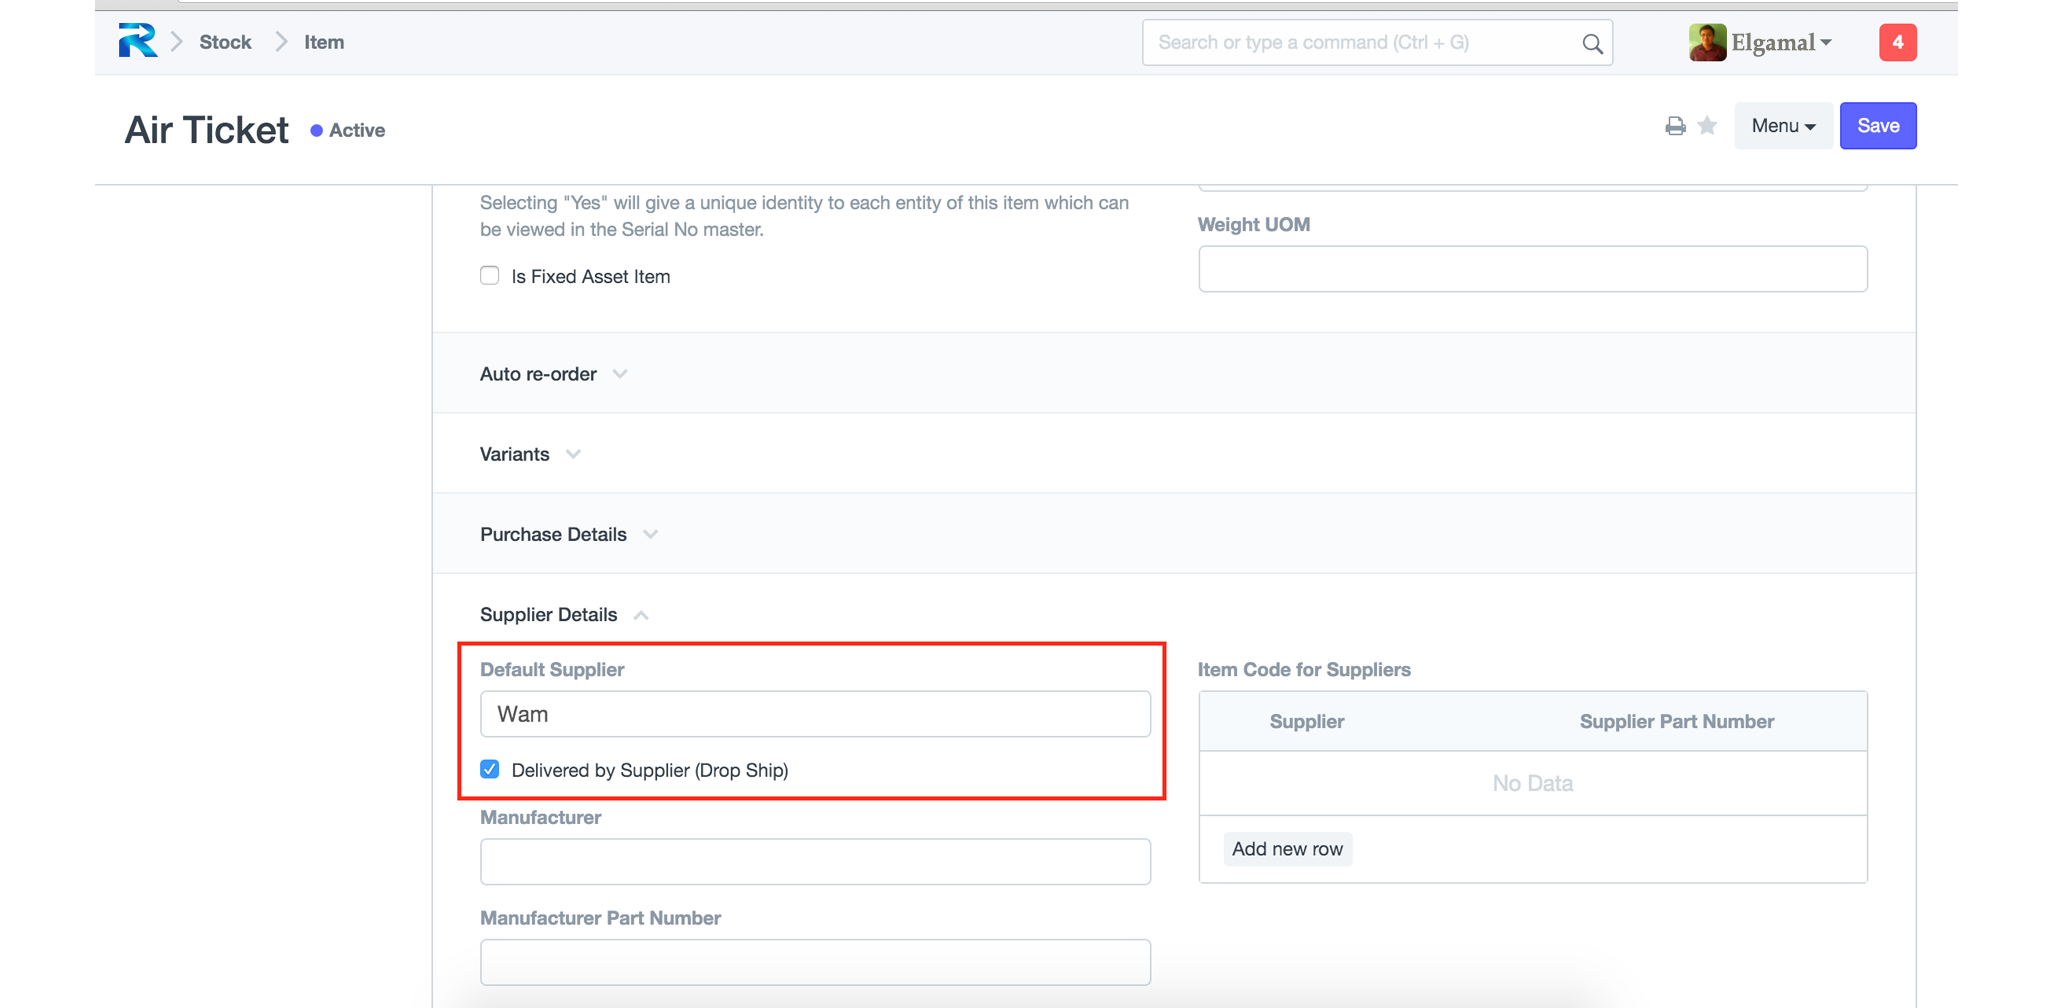 Stock
Item
Search or type a command (Ctrl + G)
Elgamal
4
Air Ticket
Active
Menu
Save
Selecting "Yes" will give a unique identity to each entity of this item which can
be viewed in the Serial No master.
Is Fixed Asset Item
Weight UOM
Auto re-order
Variants
Purchase Details
Supplier Details
Default Supplier
Wam
Delivered by Supplier (Drop Ship)
Manufacturer
Manufacturer Part Number
Item Code for Suppliers
Supplier
Supplier Part Number
No Data
Add new row